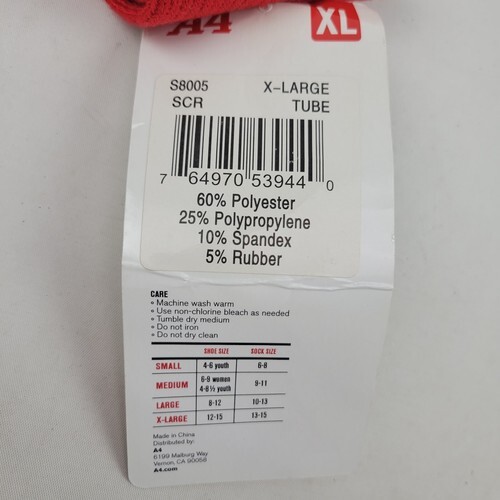 A4 XL
S8005 X-LARGE
SCR TUBE
7 64970 53944 0
60% Polyester
25% Polypropylene
10% Spandex
5% Rubber
CARE
• Machine wash warm
• Use non-chlorine bleach as needed
• Tumble dry medium
• Do not iron
• Do not dry clean
SHOE SIZE SOCK SIZE
SMALL 4-6 youth 6-8
MEDIUM 6-9 women 4-8½ youth 9-11
LARGE 8-12 10-13
X-LARGE 12-15 13-15
Made in China
Distributed by:
A4
6199 Malburg Way
Vernon, CA 90058
A4.com